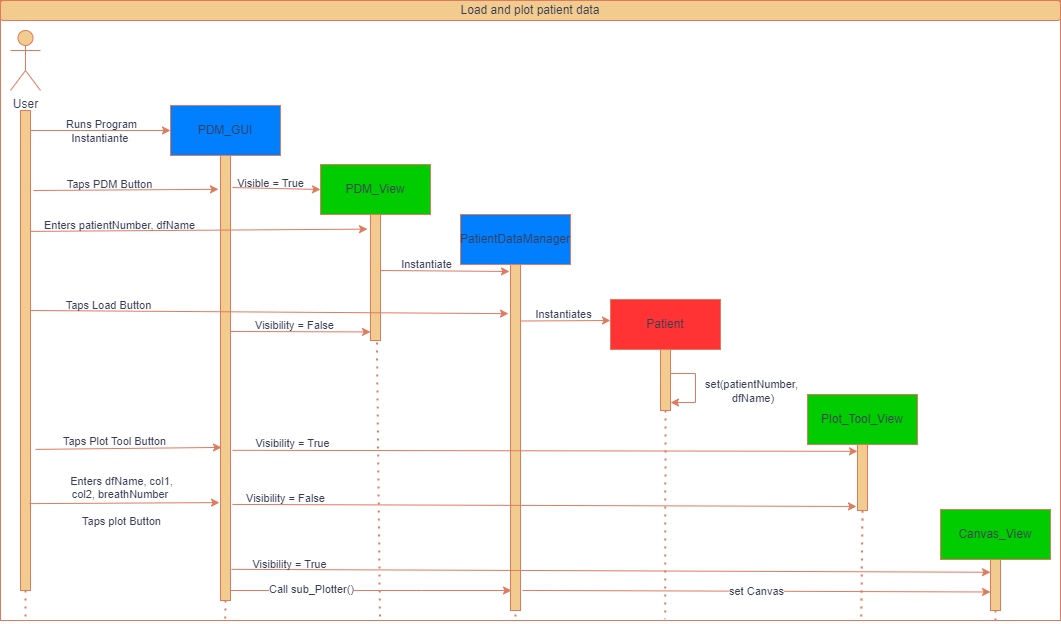 Load and plot patient data
User
Runs Program
Instantiante
PDM_GUI
Taps PDM Button
Visible = True
PDM_View
Enters patientNumber, dfName
PatientDataManager
Instantiate
Taps Load Button
Instantiates
Patient
Visibility = False
set(patientNumber,
dfName)
Plot_Tool_View
Taps Plot Tool Button
Visibility = True
Enters dfName, col1,
col2, breathNumber
Visibility = False
Taps plot Button
Canvas_View
Visibility = True
Call sub_Plotter()
set Canvas